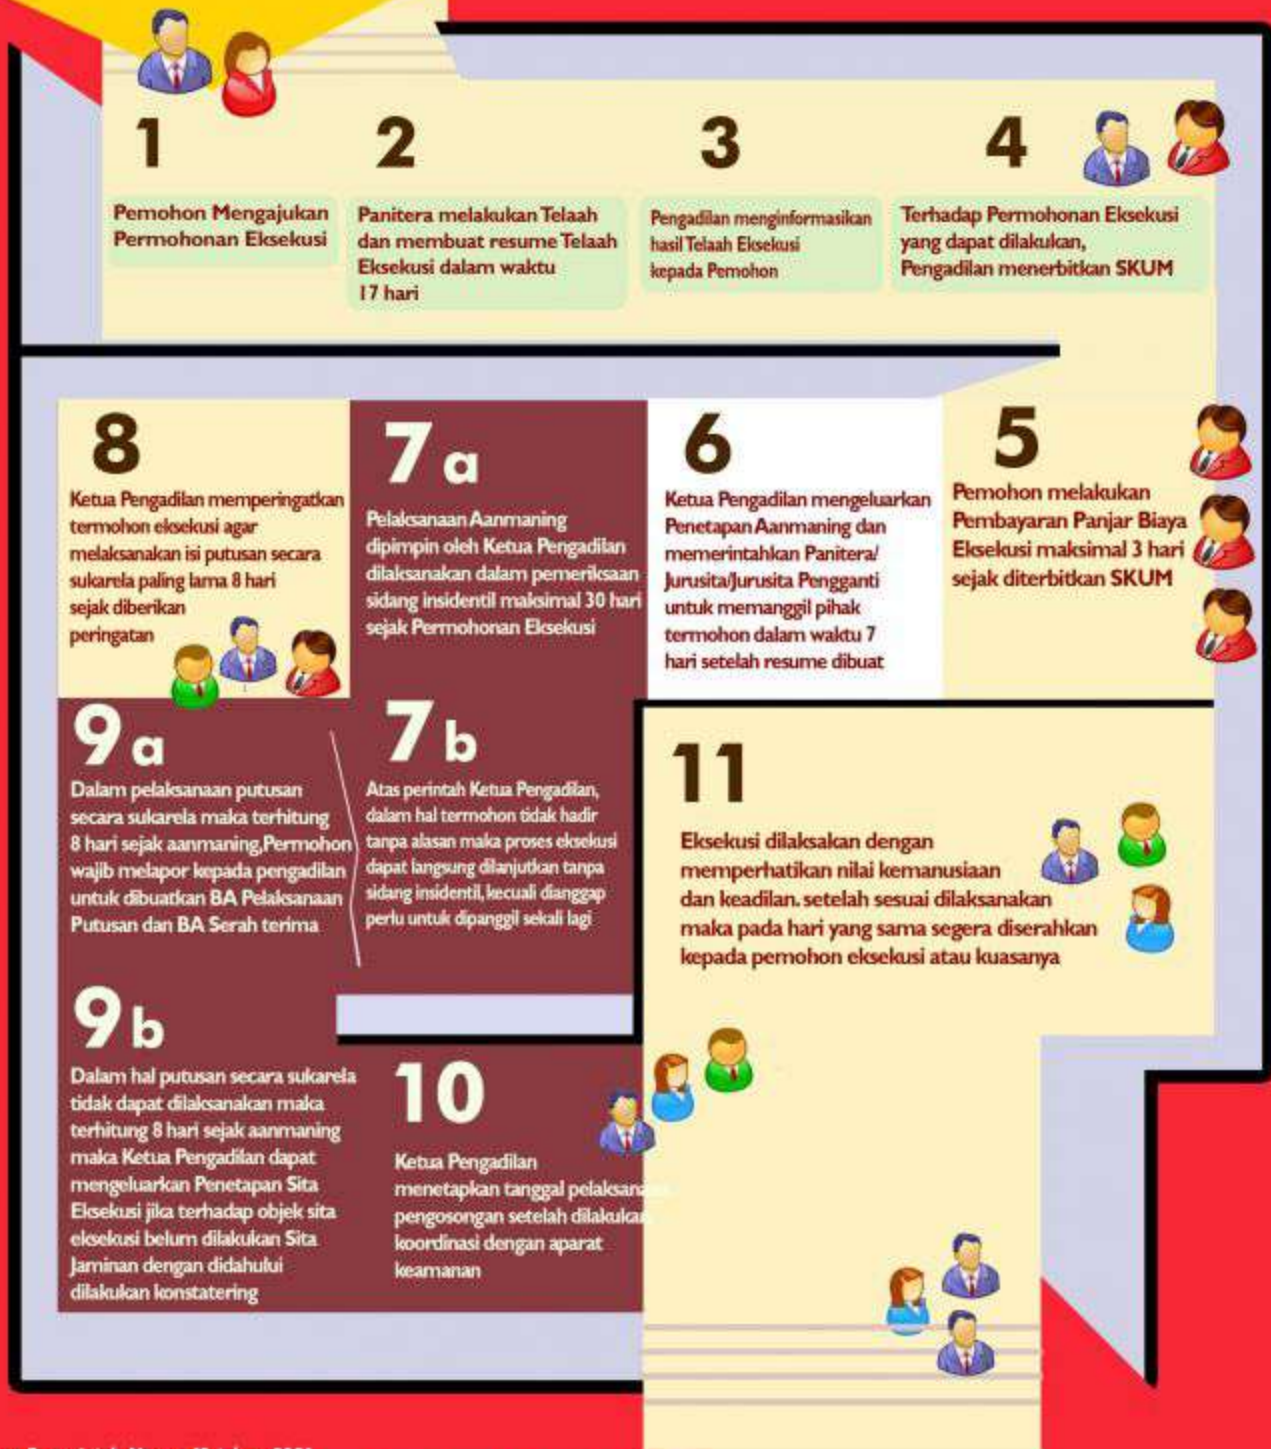 1
Pemohon Mengajukan
Permohonan Eksekusi
2
Panitera melakukan Telaah
dan membuat resume Telaah
Eksekusi dalam waktu
17 hari
3
Pengadilan menginformasikan
hasil Telaah Eksekusi
kepada Pemohon
4
Terhadap Permohonan Eksekusi
yang dapat dilakukan,
Pengadilan menerbitkan SKUM
5
Pemohon melakukan
Pembayaran Panjar Biaya
Eksekusi maksimal 3 hari
sejak diterbitkan SKUM
6
Ketua Pengadilan mengeluarkan
Penetapan Aanmaning dan
memerintahkan Panitera/
Jurusita/Jurusita Pengganti
untuk memanggil pihak
termohon dalam waktu 7
hari setelah resume dibuat
7 a
Pelaksanaan Aanmaning
dipimpin oleh Ketua Pengadilan
dilaksanakan dalam pemeriksaan
sidang insidentil maksimal 30 hari
sejak Permohonan Eksekusi
7 b
Atas perintah Ketua Pengadilan,
dalam hal termohon tidak hadir
tanpa alasan maka proses eksekusi
dapat langsung dilanjutkan tanpa
sidang insidentil, kecuali dianggap
perlu untuk dipanggil sekali lagi
8
Ketua Pengadilan memperingatkan
termohon eksekusi agar
melaksanakan isi putusan secara
sukarela paling lama 8 hari
sejak diberikan
peringatan
9 a
Dalam pelaksanaan putusan
secara sukarela maka terhitung
8 hari sejak aanmaning,Permohon
wajib melapor kepada pengadilan
untuk dibuatkan BA Pelaksanaan
Putusan dan BA Serah terima
9 b
Dalam hal putusan secara sukarela
tidak dapat dilaksanakan maka
terhitung 8 hari sejak aanmaning
maka Ketua Pengadilan dapat
mengeluarkan Penetapan Sita
Eksekusi jika terhadap objek sita
eksekusi belum dilakukan Sita
Jaminan dengan didahului
dilakukan konstatering
10
Ketua Pengadilan
menetapkan tanggal pelaksana
pengosongan setelah dilakukan
koordinasi dengan aparat
keamanan
11
Eksekusi dilaksakan dengan
memperhatikan nilai kemanusiaan
dan keadilan. setelah sesuai dilaksanakan
maka pada hari yang sama segera diserahkan
kepada pemohon eksekusi atau kuasanya